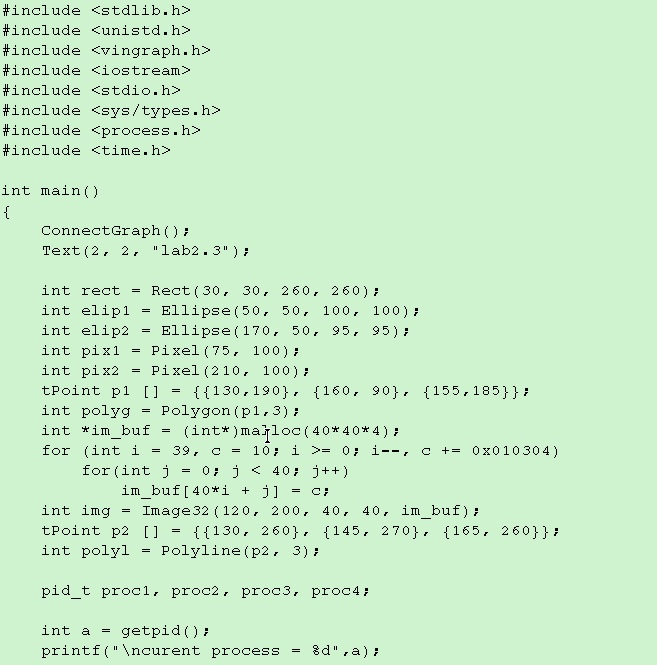 #include <stdlib.h>
#include <unistd.h>
#include <vingraph.h>
#include <iostream>
#include <stdio.h>
#include <sys/types.h>
#include <process.h>
#include <time.h>

int main()
{
    ConnectGraph();
    Text(2, 2, "lab2.3");

    int rect = Rect(30, 30, 260, 260);
    int elip1 = Ellipse(50, 50, 100, 100);
    int elip2 = Ellipse(170, 50, 95, 95);
    int pix1 = Pixel(75, 100);
    int pix2 = Pixel(210, 100);
    tPoint p1 [] = {{130,190}, {160, 90}, {155,185}};
    int polyg = Polygon(p1,3);
    int *im_buf = (int*)malloc(40*40*4);
    for (int i = 39, c = 10; i >= 0; i--, c += 0x010304)
        for(int j = 0; j < 40; j++)
            im_buf[40*i + j] = c;
    int img = Image32(120, 200, 40, 40, im_buf);
    tPoint p2 [] = {{130, 260}, {145, 270}, {165, 260}};
    int polyl = Polyline(p2, 3);

    pid_t proc1, proc2, proc3, proc4;

    int a = getpid();
    printf("\ncurent process = %d",a);